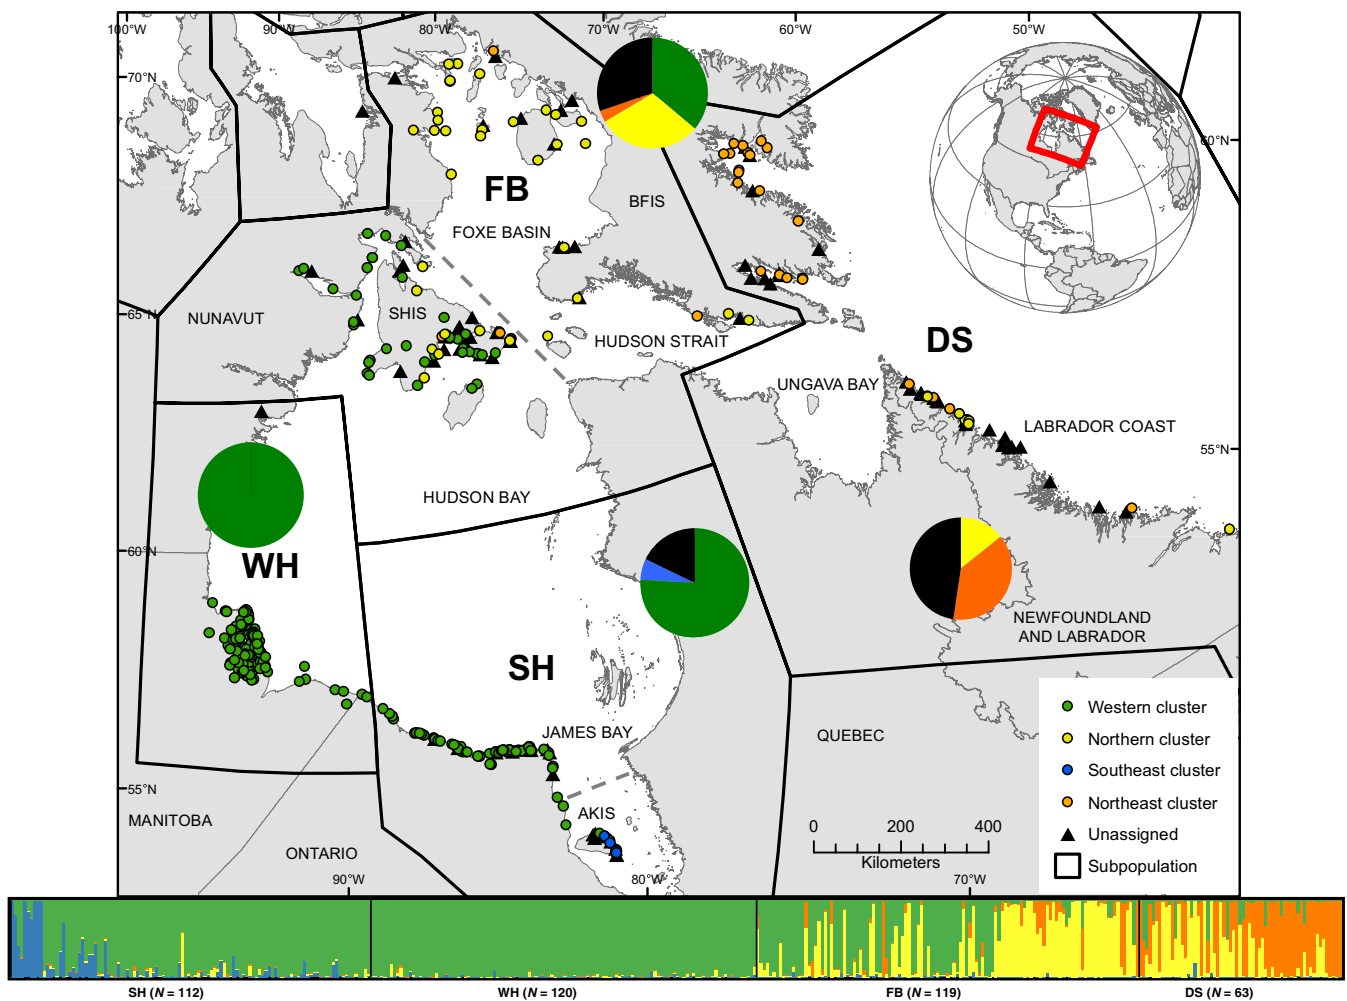 100°W 90°W 80°W 70°W 60°W 50°W
70°N
60°N
FB
BFIS
FOXE BASIN
65°N
NUNAVUT
SHIS
HUDSON STRAIT
DS
UNGAVA BAY
LABRADOR COAST
55°N
HUDSON BAY
60°N
WH
NEWFOUNDLAND
AND LABRADOR
SH
JAMES BAY
QUEBEC
55°N
AKIS
MANITOBA
ONTARIO
Western cluster
Northern cluster
Southeast cluster
Northeast cluster
Unassigned
Subpopulation
0 200 400
Kilometers
90°W 80°W 70°W
SH (N = 112) WH (N = 120) FB (N = 119) DS (N = 63)